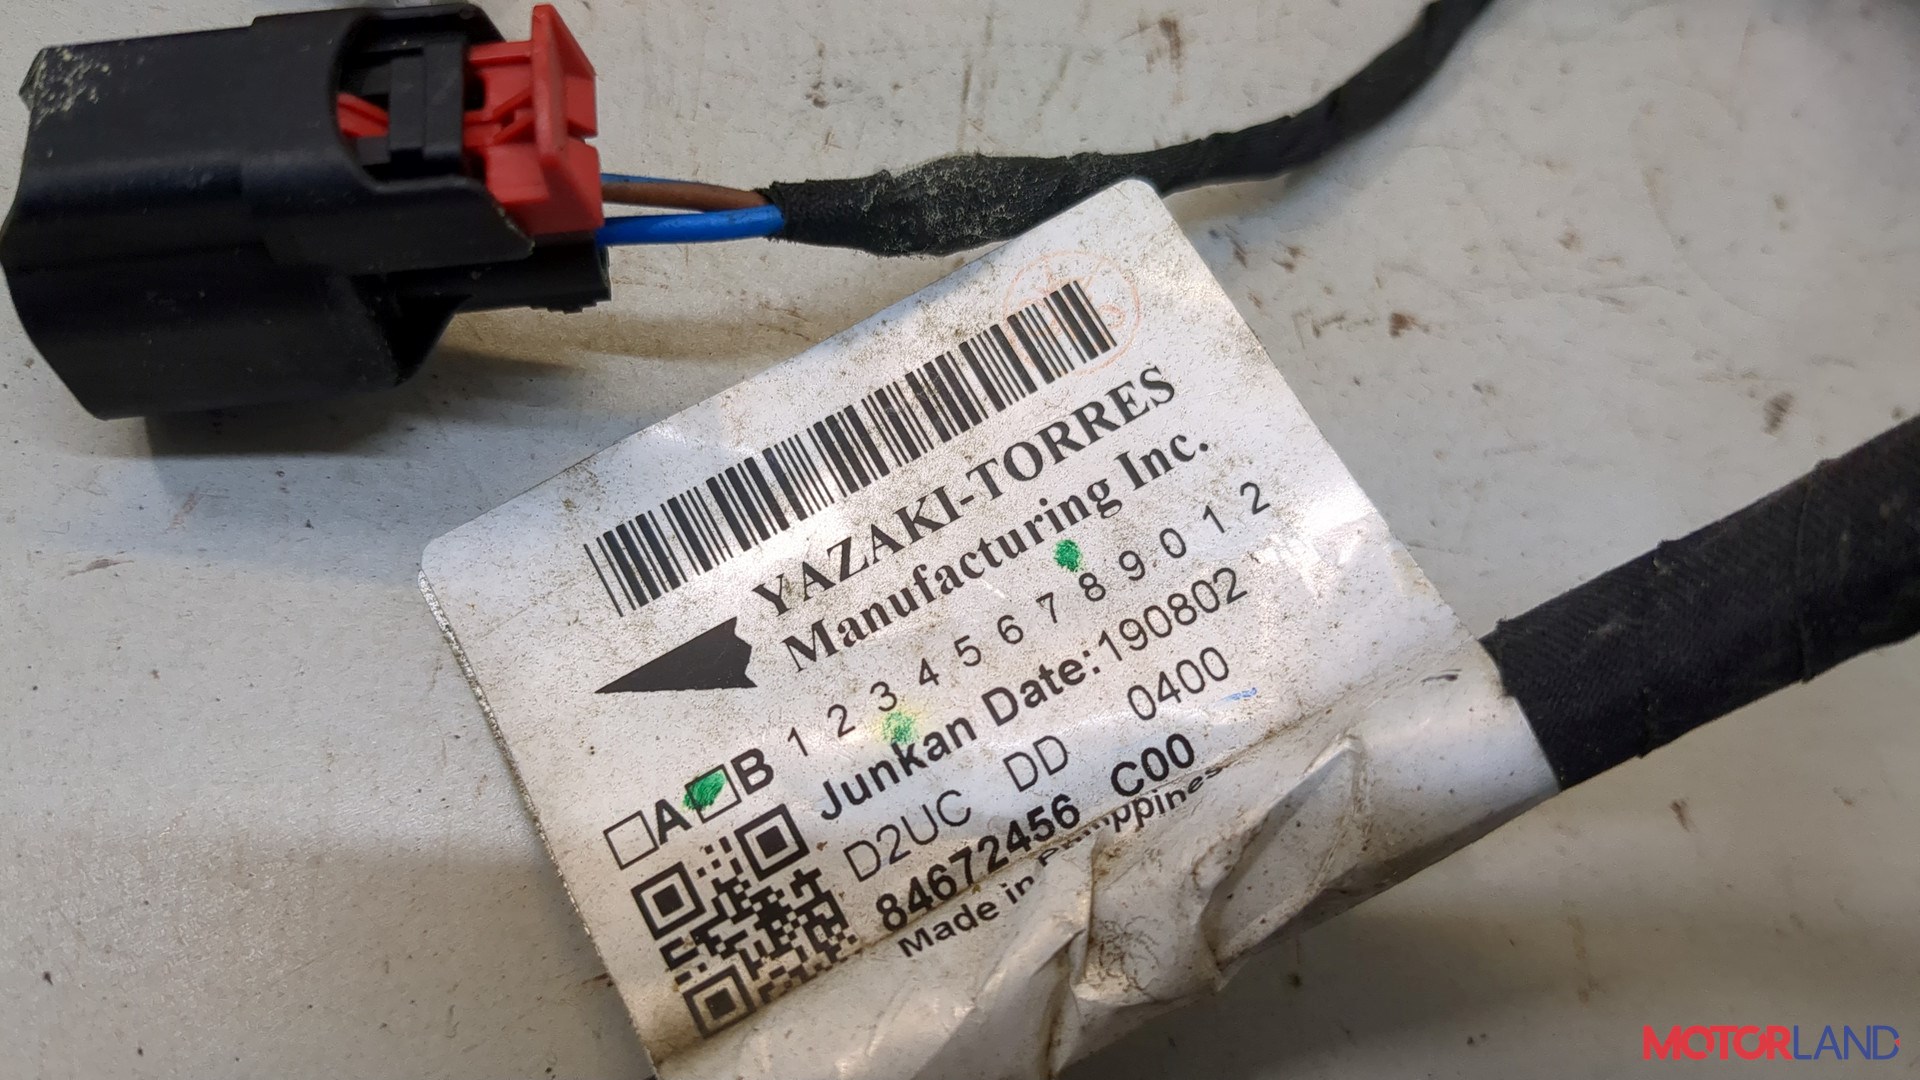 YAZAKI-TORRES
Manufacturing Inc.
1 2 3 4 5 6 7 8 9 0 1 2
A B
Junkan Date:190802
D2UC DD 0400
84672456 C00
Made in Philippines
MOTORLAND